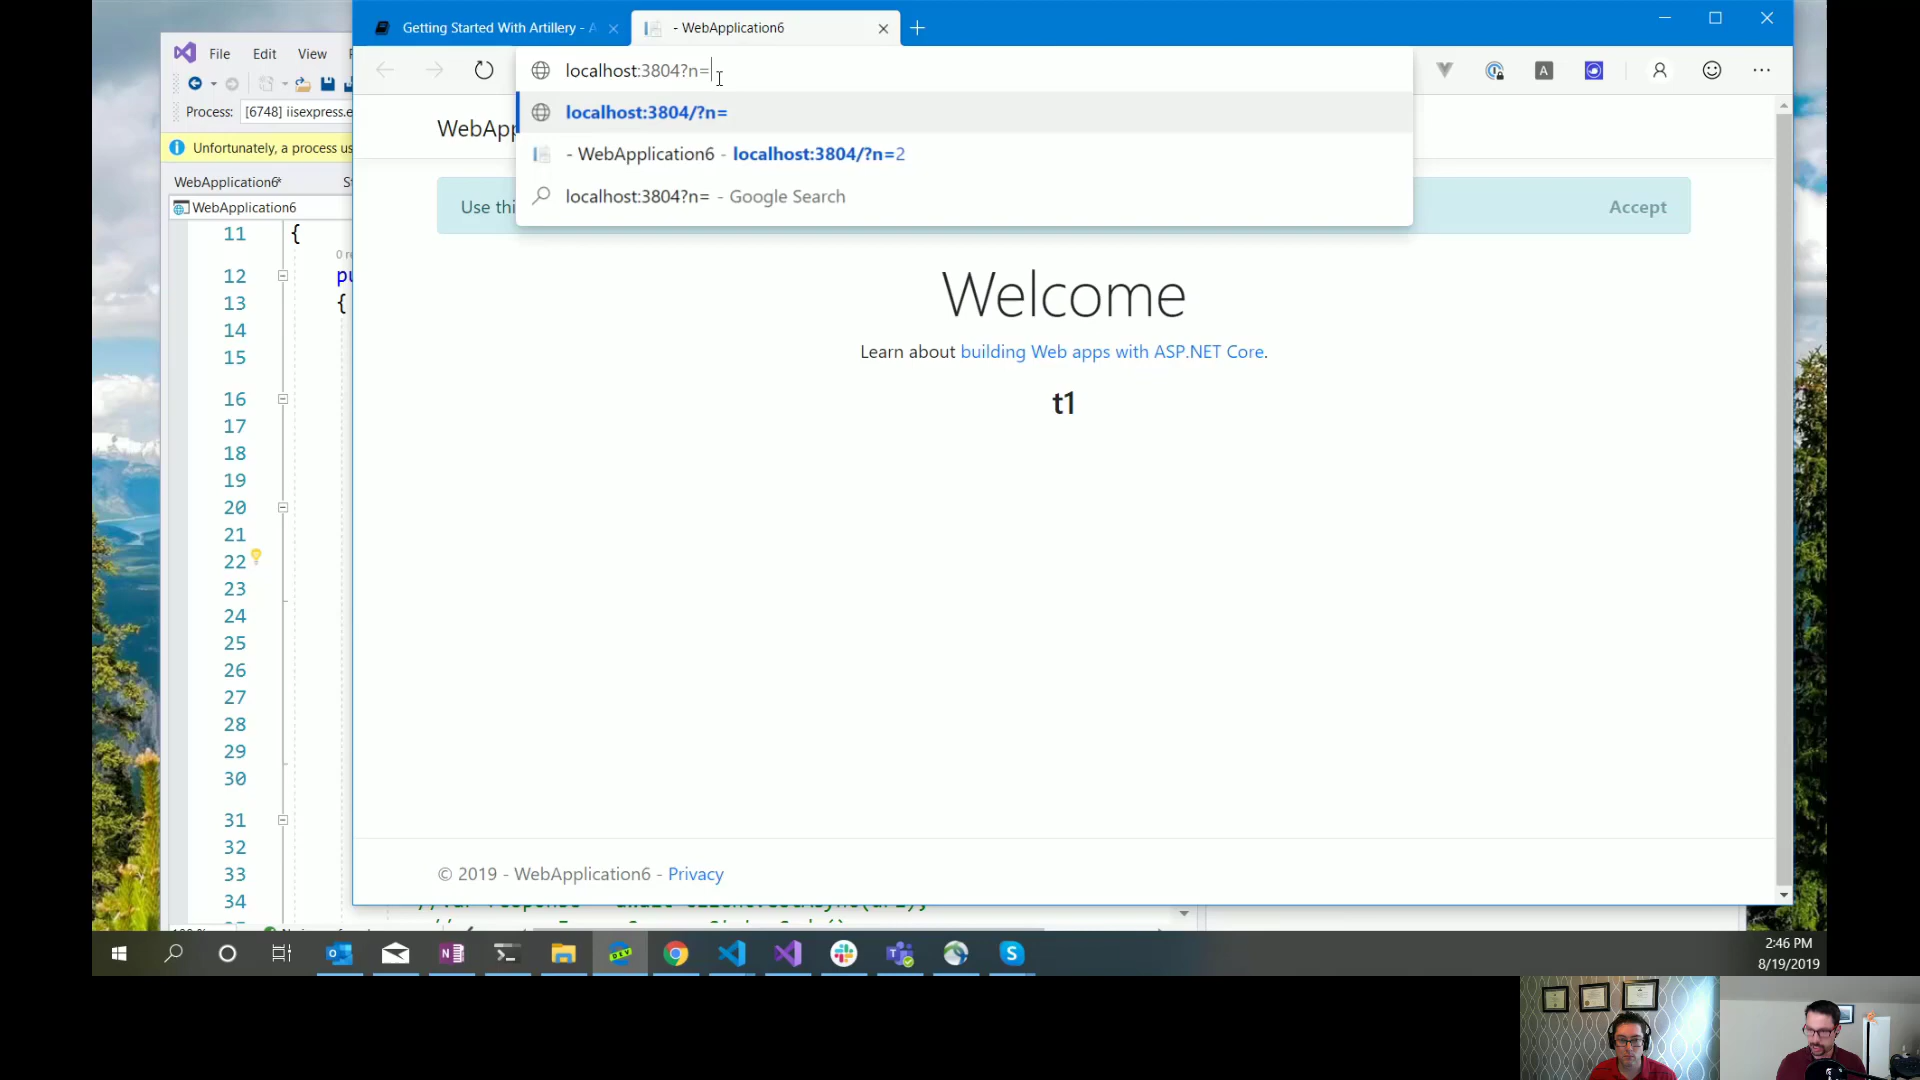 Getting Started With Artillery - A
- WebApplication6
File Edit View
localhost:3804?n=
Process: [6748] iisexpress.e
localhost:3804/?n=
WebApp
Unfortunately, a process us
- WebApplication6 - localhost:3804/?n=2
WebApplication6*
localhost:3804?n= - Google Search
WebApplication6
Use thi
Accept
11 {
0 re
12 pu
13 {
14
15
16
17
18
19
20
21
22
23
24
25
26
27
28
29
30
31
32
33
34
Welcome
Learn about building Web apps with ASP.NET Core.
t1
© 2019 - WebApplication6 - Privacy
2:46 PM
8/19/2019